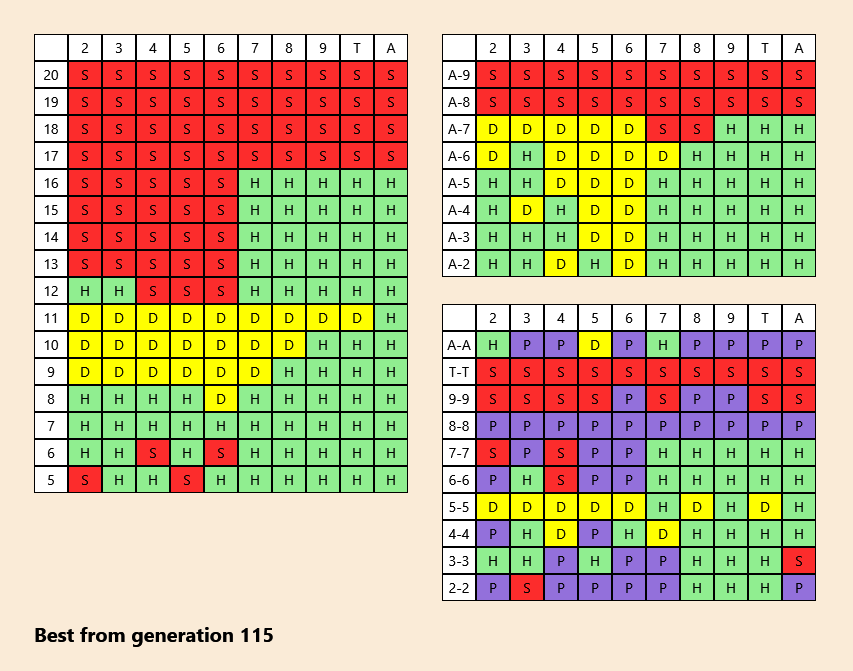 2 3 4 5 6 7 8 9 T A
20 S S S S S S S S S S
19 S S S S S S S S S S
18 S S S S S S S S S S
17 S S S S S S S S S S
16 S S S S S H H H H H
15 S S S S S H H H H H
14 S S S S S H H H H H
13 S S S S S H H H H H
12 H H S S S H H H H H
11 D D D D D D D D D H
10 D D D D D D D H H H
9 D D D D D D H H H H
8 H H H H D H H H H H
7 H H H H H H H H H H
6 H H S H S H H H H H
5 S H H S H H H H H H
2 3 4 5 6 7 8 9 T A
A-9 S S S S S S S S S S
A-8 S S S S S S S S S S
A-7 D D D D D S S H H H
A-6 D H D D D D H H H H
A-5 H H D D D H H H H H
A-4 H D H D D H H H H H
A-3 H H H D D H H H H H
A-2 H H D H D H H H H H
2 3 4 5 6 7 8 9 T A
A-A H P P D P H P P P P
T-T S S S S S S S S S S
9-9 S S S S P S P P S S
8-8 P P P P P P P P P P
7-7 S P S P P H H H H H
6-6 P H S P P H H H H H
5-5 D D D D D H D H D H
4-4 P H D P H D H H H H
3-3 H H P H P P H H H S
2-2 P S P P P P H H H P
Best from generation 115